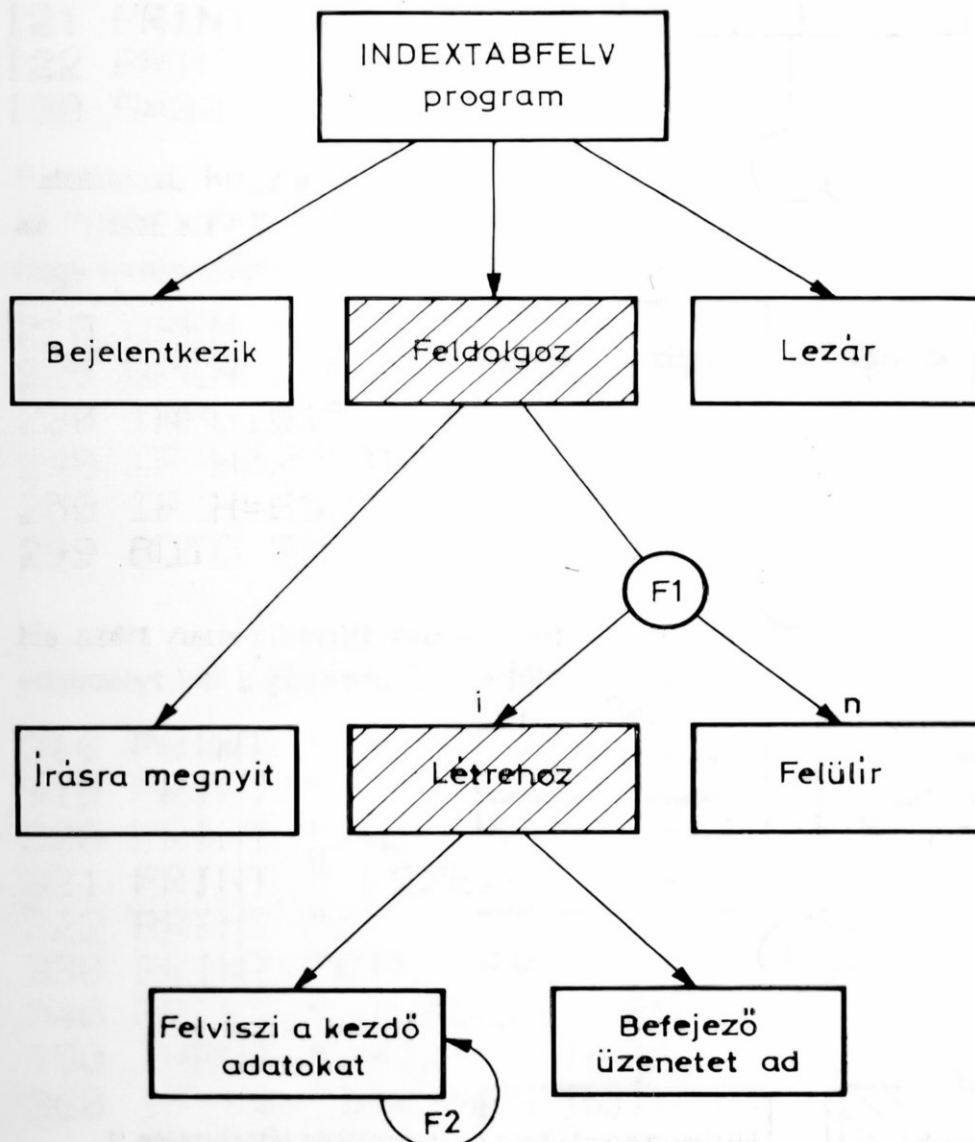 INDEXTABFELV
program
Bejelentkezik
Feldolgoz
Lezár
F1
i
n
Írásra megnyit
Létrehoz
Felülír
Felviszi a kezdő
adatokat
Befejező
üzenetet ad
F2